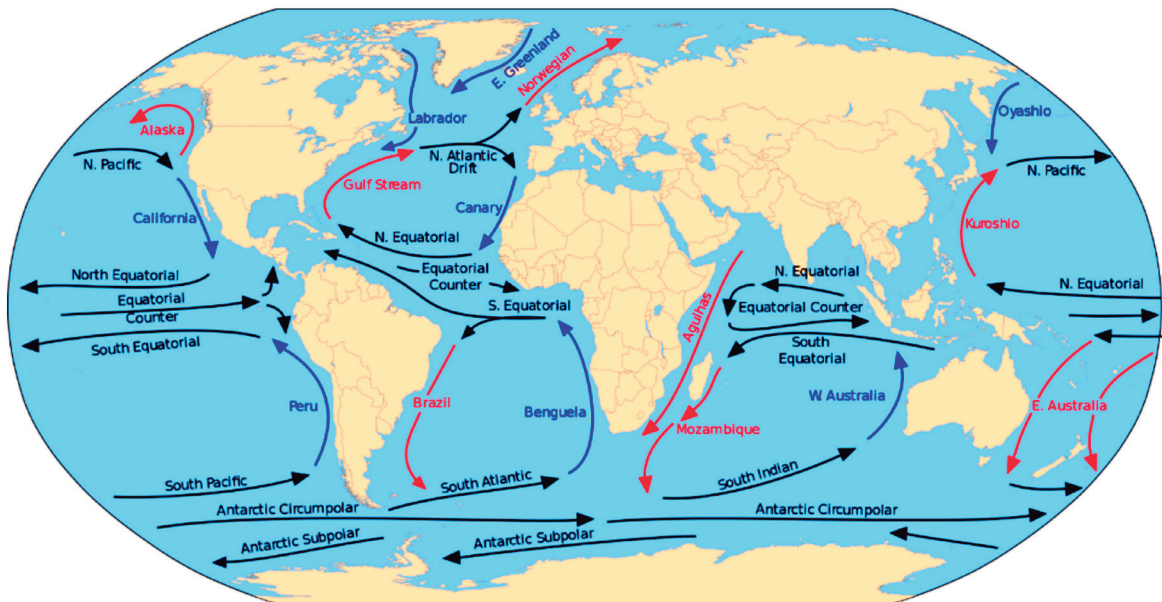 E. Greenland
Norwegian
Labrador
Oyashio
Alaska
N. Pacific
N. Atlantic
Drift
N. Pacific
Gulf Stream
California
Canary
Kuroshio
N. Equatorial
North Equatorial
Equatorial
Counter
N. Equatorial
N. Equatorial
Equatorial
Counter
S. Equatorial
Agulhas
Equatorial Counter
South Equatorial
South
Equatorial
Peru
Brazil
Benguela
W. Australia
E. Australia
Mozambique
South Pacific
South Atlantic
South Indian
Antarctic Circumpolar
Antarctic Circumpolar
Antarctic Subpolar
Antarctic Subpolar